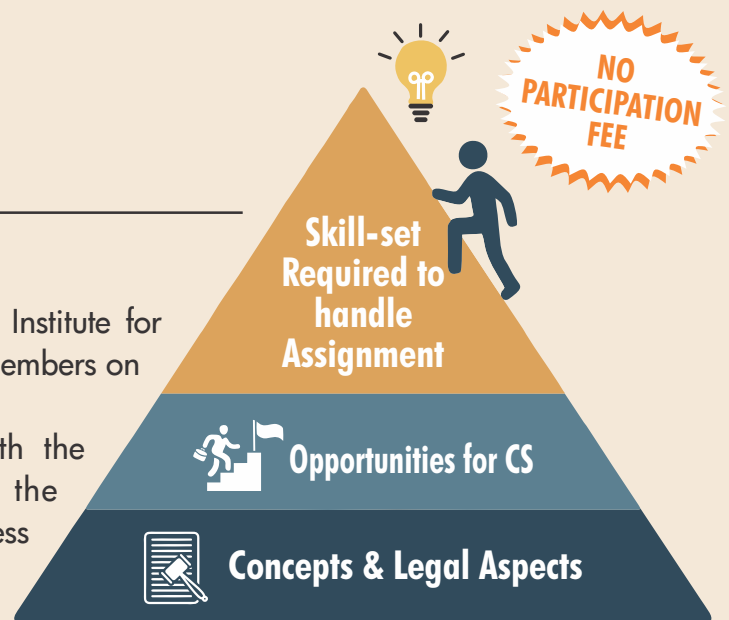 NO
PARTICIPATION
FEE
Skill-set
Required to
handle
Assignment
Institute for
embers on
th the
the
ess
Opportunities for CS
Concepts & Legal Aspects